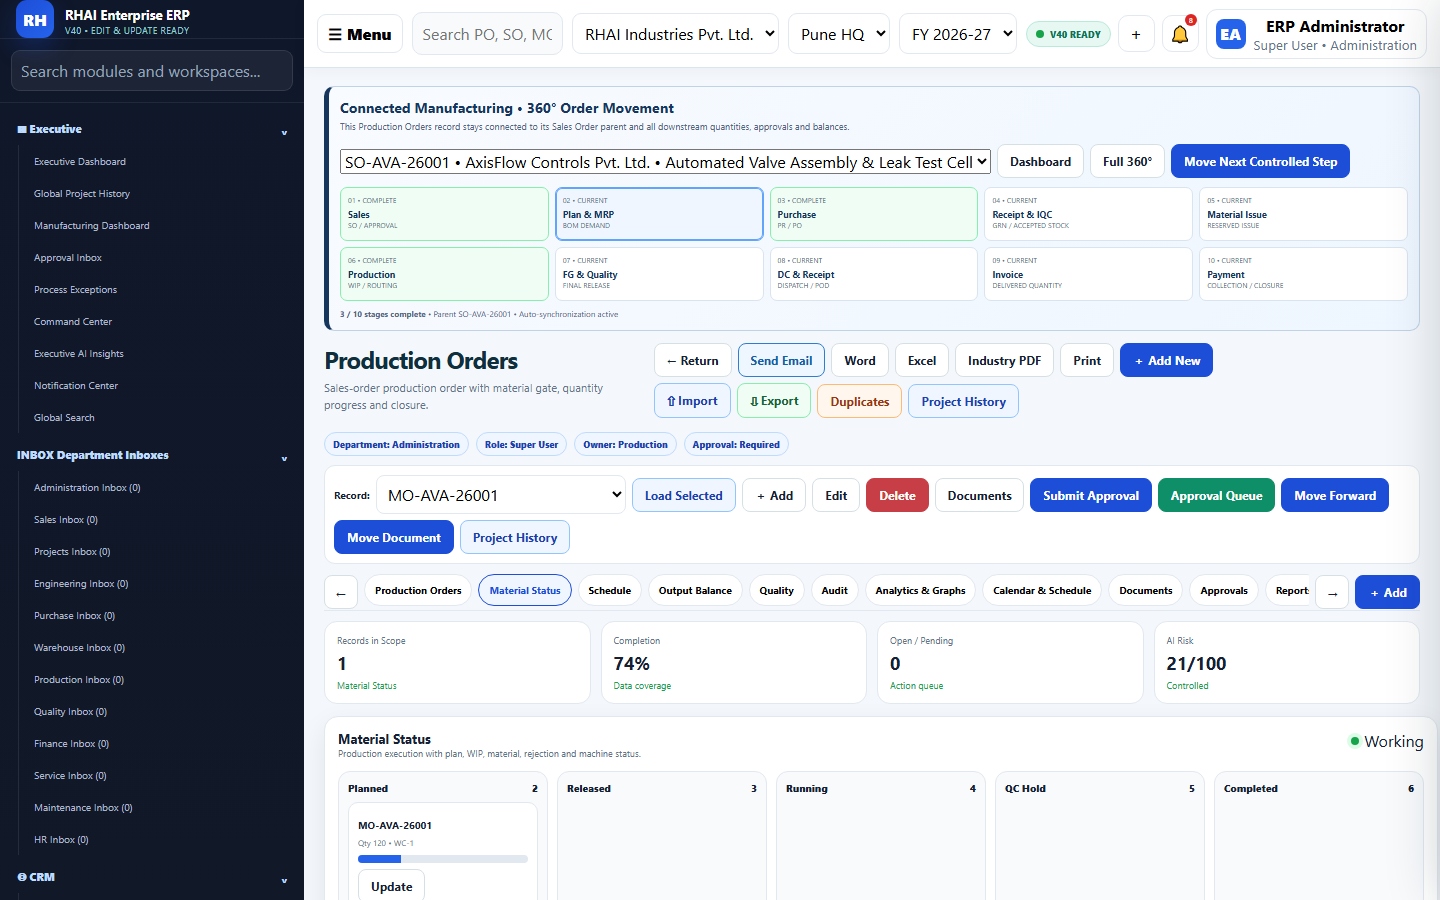 RH
RHAI Enterprise ERP
V40 • EDIT & UPDATE READY
Search modules and workspaces...
Executive
Executive Dashboard
Global Project History
Manufacturing Dashboard
Approval Inbox
Process Exceptions
Command Center
Executive AI Insights
Notification Center
Global Search
INBOX Department Inboxes
Administration Inbox (0)
Sales Inbox (0)
Projects Inbox (0)
Engineering Inbox (0)
Purchase Inbox (0)
Warehouse Inbox (0)
Production Inbox (0)
Quality Inbox (0)
Finance Inbox (0)
Service Inbox (0)
Maintenance Inbox (0)
HR Inbox (0)
CRM
☰ Menu
Search PO, SO, MC
RHAI Industries Pvt. Ltd.
Pune HQ
FY 2026-27
V40 READY
+
8
EA
ERP Administrator
Super User • Administration
Connected Manufacturing • 360° Order Movement
This Production Orders record stays connected to its Sales Order parent and all downstream quantities, approvals and balances.
SO-AVA-26001 • AxisFlow Controls Pvt. Ltd. • Automated Valve Assembly & Leak Test Cell
Dashboard
Full 360°
Move Next Controlled Step
01 • COMPLETE
Sales
SO / APPROVAL
02 • CURRENT
Plan & MRP
BOM DEMAND
03 • COMPLETE
Purchase
PR / PO
04 • CURRENT
Receipt & IQC
GRN / ACCEPTED STOCK
05 • CURRENT
Material Issue
RESERVED ISSUE
06 • COMPLETE
Production
WIP / ROUTING
07 • CURRENT
FG & Quality
FINAL RELEASE
08 • CURRENT
DC & Receipt
DISPATCH / POD
09 • CURRENT
Invoice
DELIVERED QUANTITY
10 • CURRENT
Payment
COLLECTION / CLOSURE
3 / 10 stages complete • Parent SO-AVA-26001 • Auto-synchronization active
Production Orders
Sales-order production order with material gate, quantity
progress and closure.
← Return
Send Email
Word
Excel
Industry PDF
Print
+ Add New
⇧ Import
⇩ Export
Duplicates
Project History
Department: Administration
Role: Super User
Owner: Production
Approval: Required
Record:
MO-AVA-26001
Load Selected
+ Add
Edit
Delete
Documents
Submit Approval
Approval Queue
Move Forward
Move Document
Project History
←
Production Orders
Material Status
Schedule
Output Balance
Quality
Audit
Analytics & Graphs
Calendar & Schedule
Documents
Approvals
Reports
→
+ Add
Records in Scope
1
Material Status
Completion
74%
Data coverage
Open / Pending
0
Action queue
AI Risk
21/100
Controlled
Material Status
Production execution with plan, WIP, material, rejection and machine status.
Working
Planned 2
Released 3
Running 4
QC Hold 5
Completed 6
MO-AVA-26001
Qty 120 • WC-1
Update